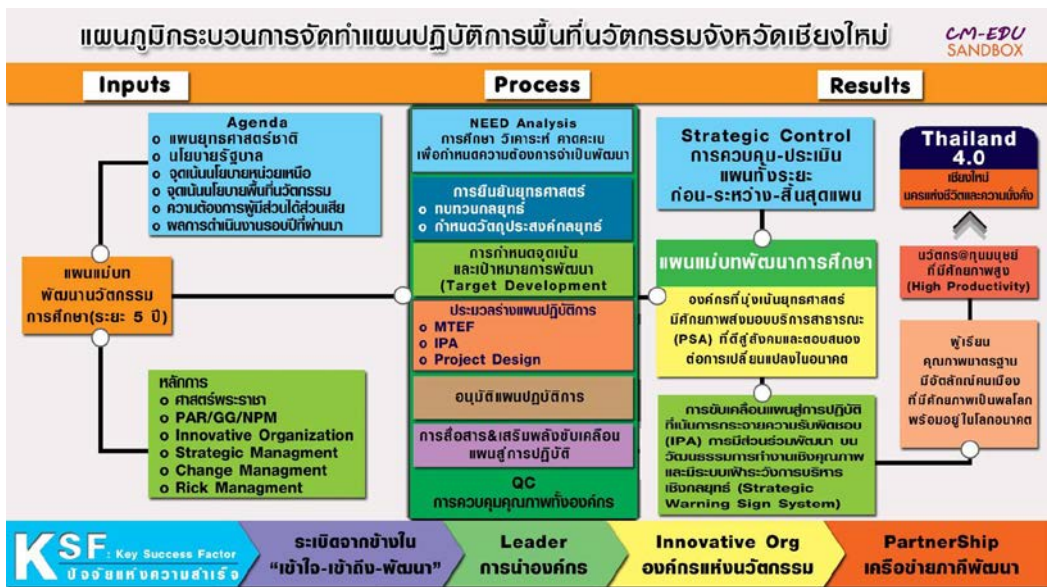 แผนภูมิกระบวนการจัดทำแผนปฏิบัติการพื้นที่นวัตกรรมจังหวัดเชียงใหม่
CM-EDU
SANDBOX
Inputs
Process
Results
Agenda
แผนยุทธศาสตร์ชาติ
นโยบายรัฐบาล
จุดเน้นนโยบายหน่วยเหนือ
จุดเน้นนโยบายพื้นที่นวัตกรรม
ความต้องการผู้มีส่วนได้ส่วนเสีย
ผลการดำเนินงานรอบปีที่ผ่านมา
แผนแม่บท
พัฒนานวัตกรรม
การศึกษา(ระยะ 5 ปี)
หลักการ
ศาสตร์พระราชา
PAR/GG/NPM
Innovative Organization
Strategic Managment
Change Managment
Rick Managment
NEED Analysis
การศึกษา วิเคาระห์ คาดคะเน
เพื่อกำหนดความต้องการจำเป็นพัฒนา
การยืนยันยุทธศาสตร์
ทบทวนกลยุทธ์
กำหนดวัตถุประสงค์กลยุทธ์
การกำหนดจุดเน้น
และเป้าหมายการพัฒนา
(Target Development
ประมวลร่างแผนปฏิบัติการ
MTEF
IPA
Project Design
อนุมัติแผนปฏิบัติการ
การสื่อสาร&เสริมพลังขับเคลื่อน
แผนสู่การปฏิบัติ
QC
การควบคุมคุณภาพทั้งองค์กร
Strategic Control
การควบคุม-ประเมิน
แผนทั้งระยะ
ก่อน-ระหว่าง-สิ้นสุดแผน
แผนแม่บทพัฒนาการศึกษา
องค์กรที่มุ่งเน้นยุทธศาสตร์
มีศักยภาพส่งมอบบริการสาธารณะ
(PSA) ที่ดีสู่สังคมและตอบสนอง
ต่อการเปลี่ยนแปลงในอนาคต
การขับเคลื่อนแผนสู่การปฏิบัติ
ที่เน้นการกระจายความรับผิดชอบ
(IPA) การมีส่วนร่วมพัฒนา บน
วัฒนธรรมการทำงานเชิงคุณภาพ
และมีระบบเฝ้าระวังการบริหาร
เชิงกลยุทธ์ (Strategic
Warning Sign System)
Thailand
4.0
เชียงใหม่
นครแห่งชีวิตและความมั่งคั่ง
นวัตกร@ทุนมนุษย์
ที่มีศักยภาพสูง
(High Productivity)
ผู้เรียน
คุณภาพมาตรฐาน
มีอัตลักษณ์คนเมือง
ที่มีศักยภาพเป็นพลโลก
พร้อมอยู่ในโลกอนาคต
KSF: Key Success Factor
ปัจจัยแห่งความสำเร็จ
ระเบิดจากข้างใน
“เข้าใจ-เข้าถึง-พัฒนา”
Leader
การนำองค์กร
Innovative Org
องค์กรแห่งนวัตกรรม
PartnerShip
เครือข่ายภาคีพัฒนา